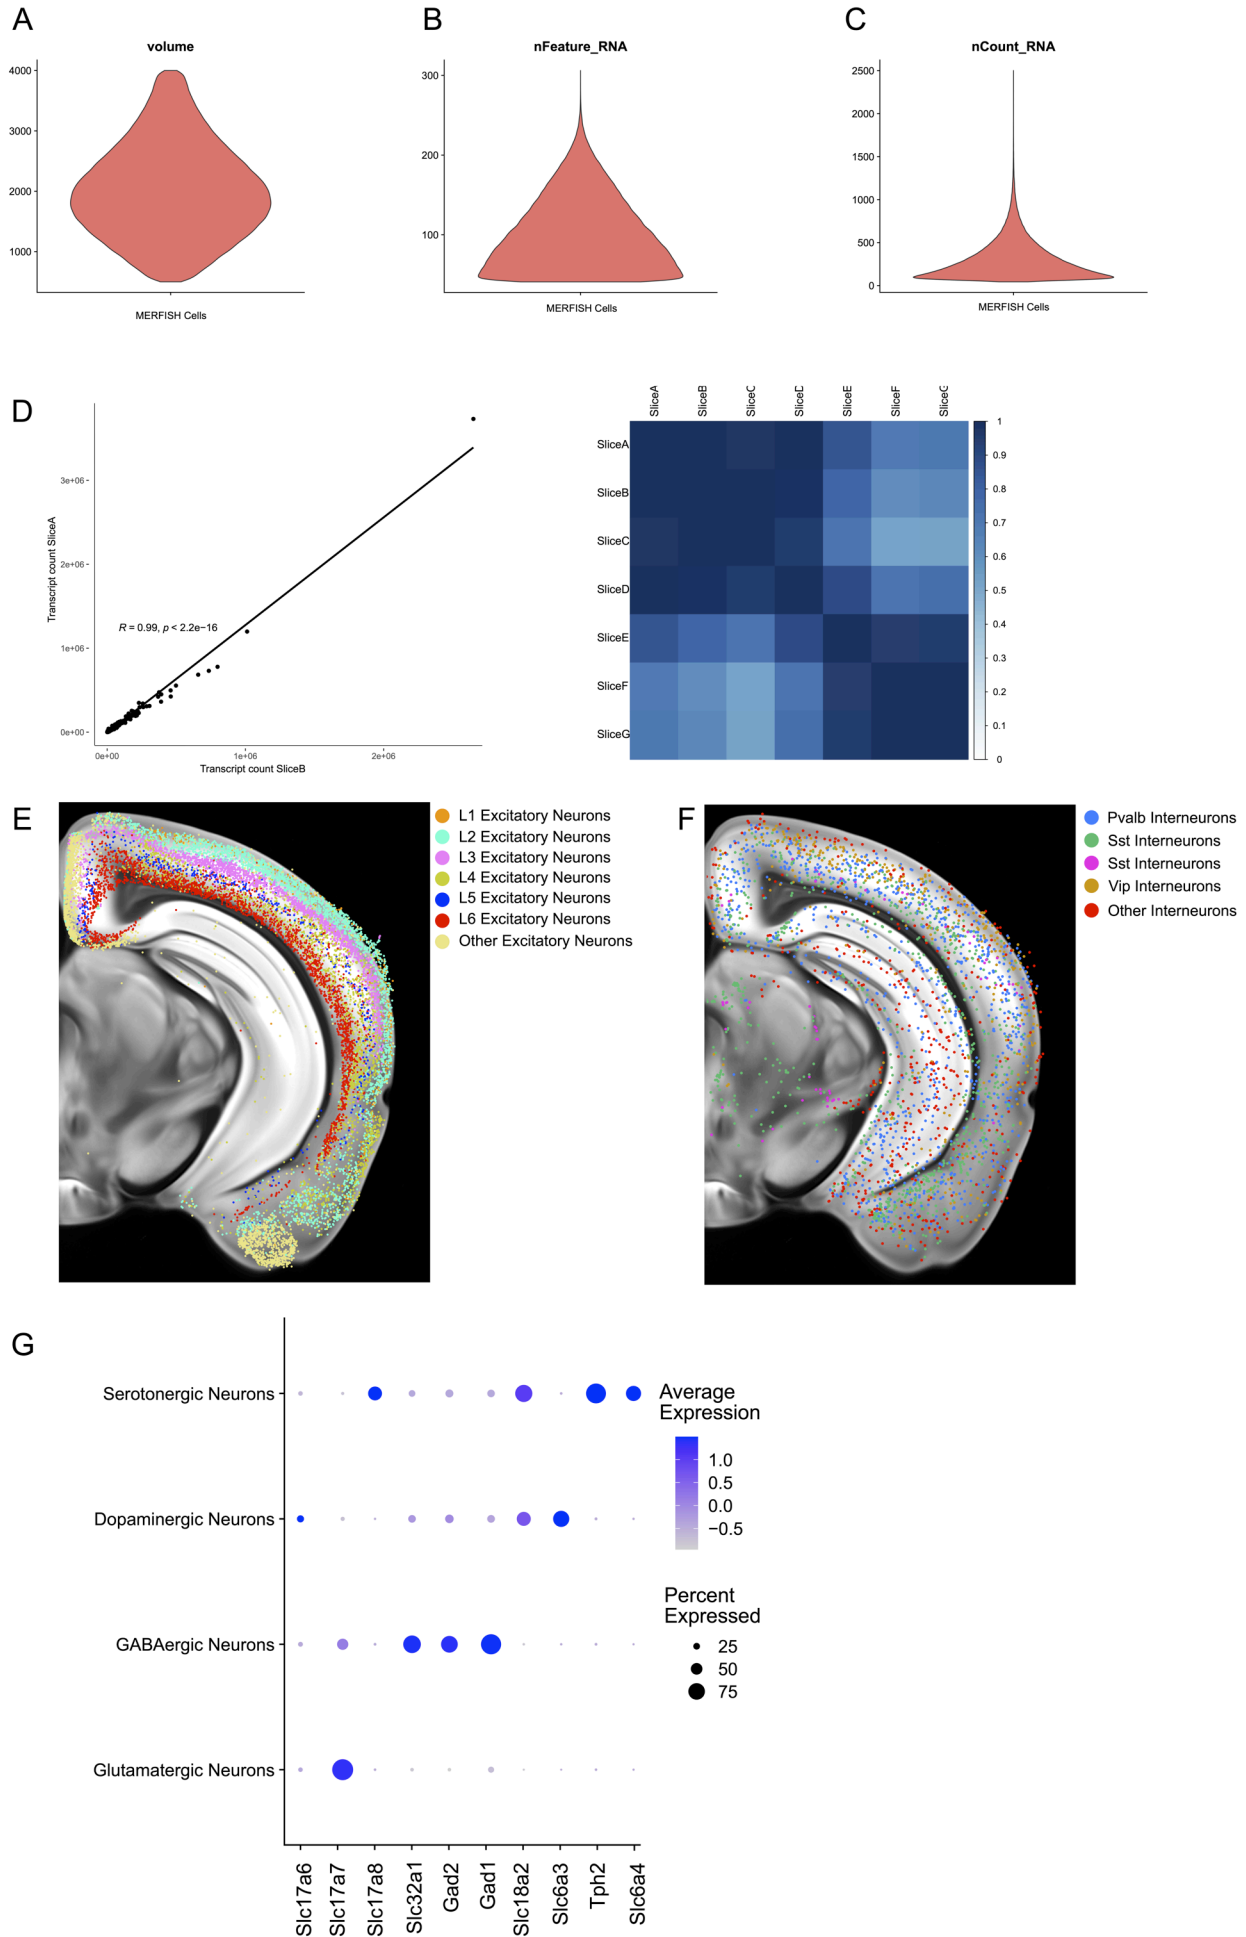 A
volume
4000
3000
2000
1000
MERFISH Cells
B
nFeature_RNA
300
200
100
MERFISH Cells
C
nCount_RNA
2500
2000
1500
1000
500
0
MERFISH Cells
D
Transcript count SliceA
3e+06
2e+06
1e+06
0e+00
R = 0.99, p < 2.2e−16
0e+00
1e+06
2e+06
Transcript count SliceB
SliceA
SliceB
SliceC
SliceD
SliceE
SliceF
SliceG
SliceA
SliceB
SliceC
SliceD
SliceE
SliceF
SliceG
1
0.9
0.8
0.7
0.6
0.5
0.4
0.3
0.2
0.1
0
E
L1 Excitatory Neurons
L2 Excitatory Neurons
L3 Excitatory Neurons
L4 Excitatory Neurons
L5 Excitatory Neurons
L6 Excitatory Neurons
Other Excitatory Neurons
F
Pvalb Interneurons
Sst Interneurons
Sst Interneurons
Vip Interneurons
Other Interneurons
G
Serotonergic Neurons
Dopaminergic Neurons
GABAergic Neurons
Glutamatergic Neurons
Slc17a6
Slc17a7
Slc17a8
Slc32a1
Gad2
Gad1
Slc18a2
Slc6a3
Tph2
Slc6a4
Average
Expression
1.0
0.5
0.0
−0.5
Percent
Expressed
25
50
75